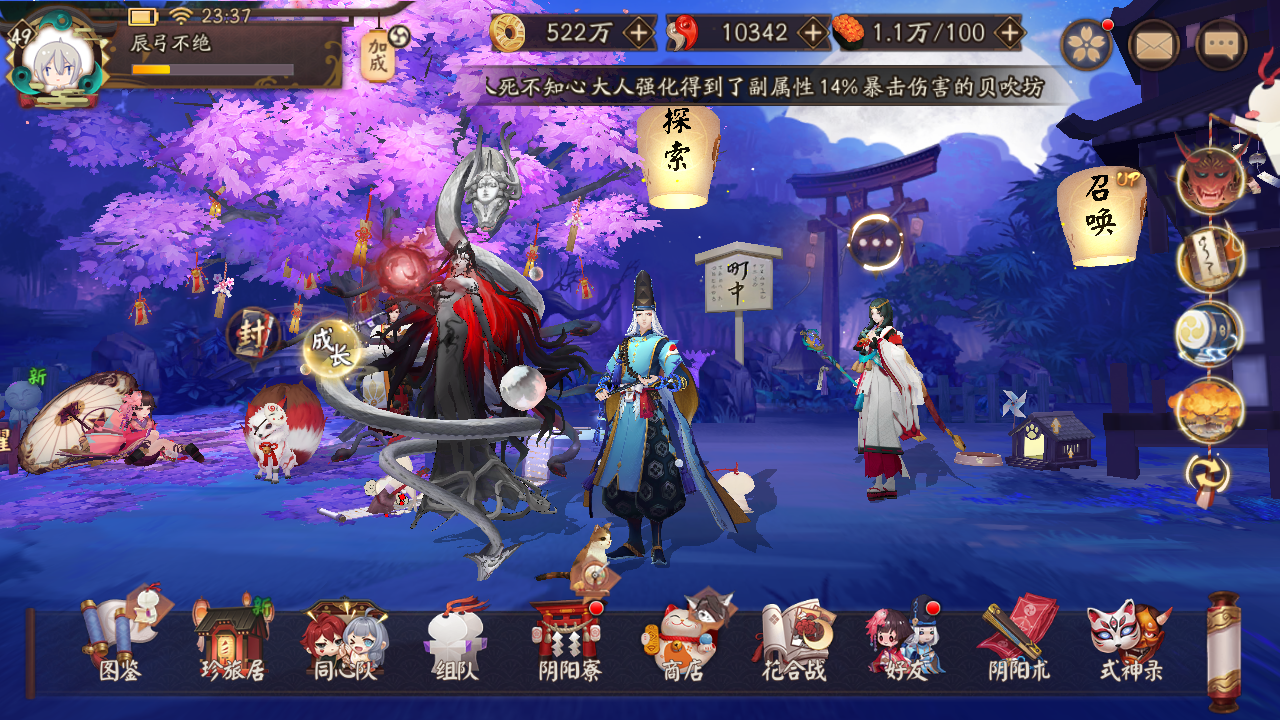 49
23:37
辰弓不绝
加成
522万
10342
1.1万/100
死不知心大人强化得到了副属性14%暴击伤害的贝吹坊
探索
召唤
UP
町中
封
成长
新
图鉴
珍旅居
新
同心队
组队
阴阳寮
商店
花合战
好友
阴阳术
式神录